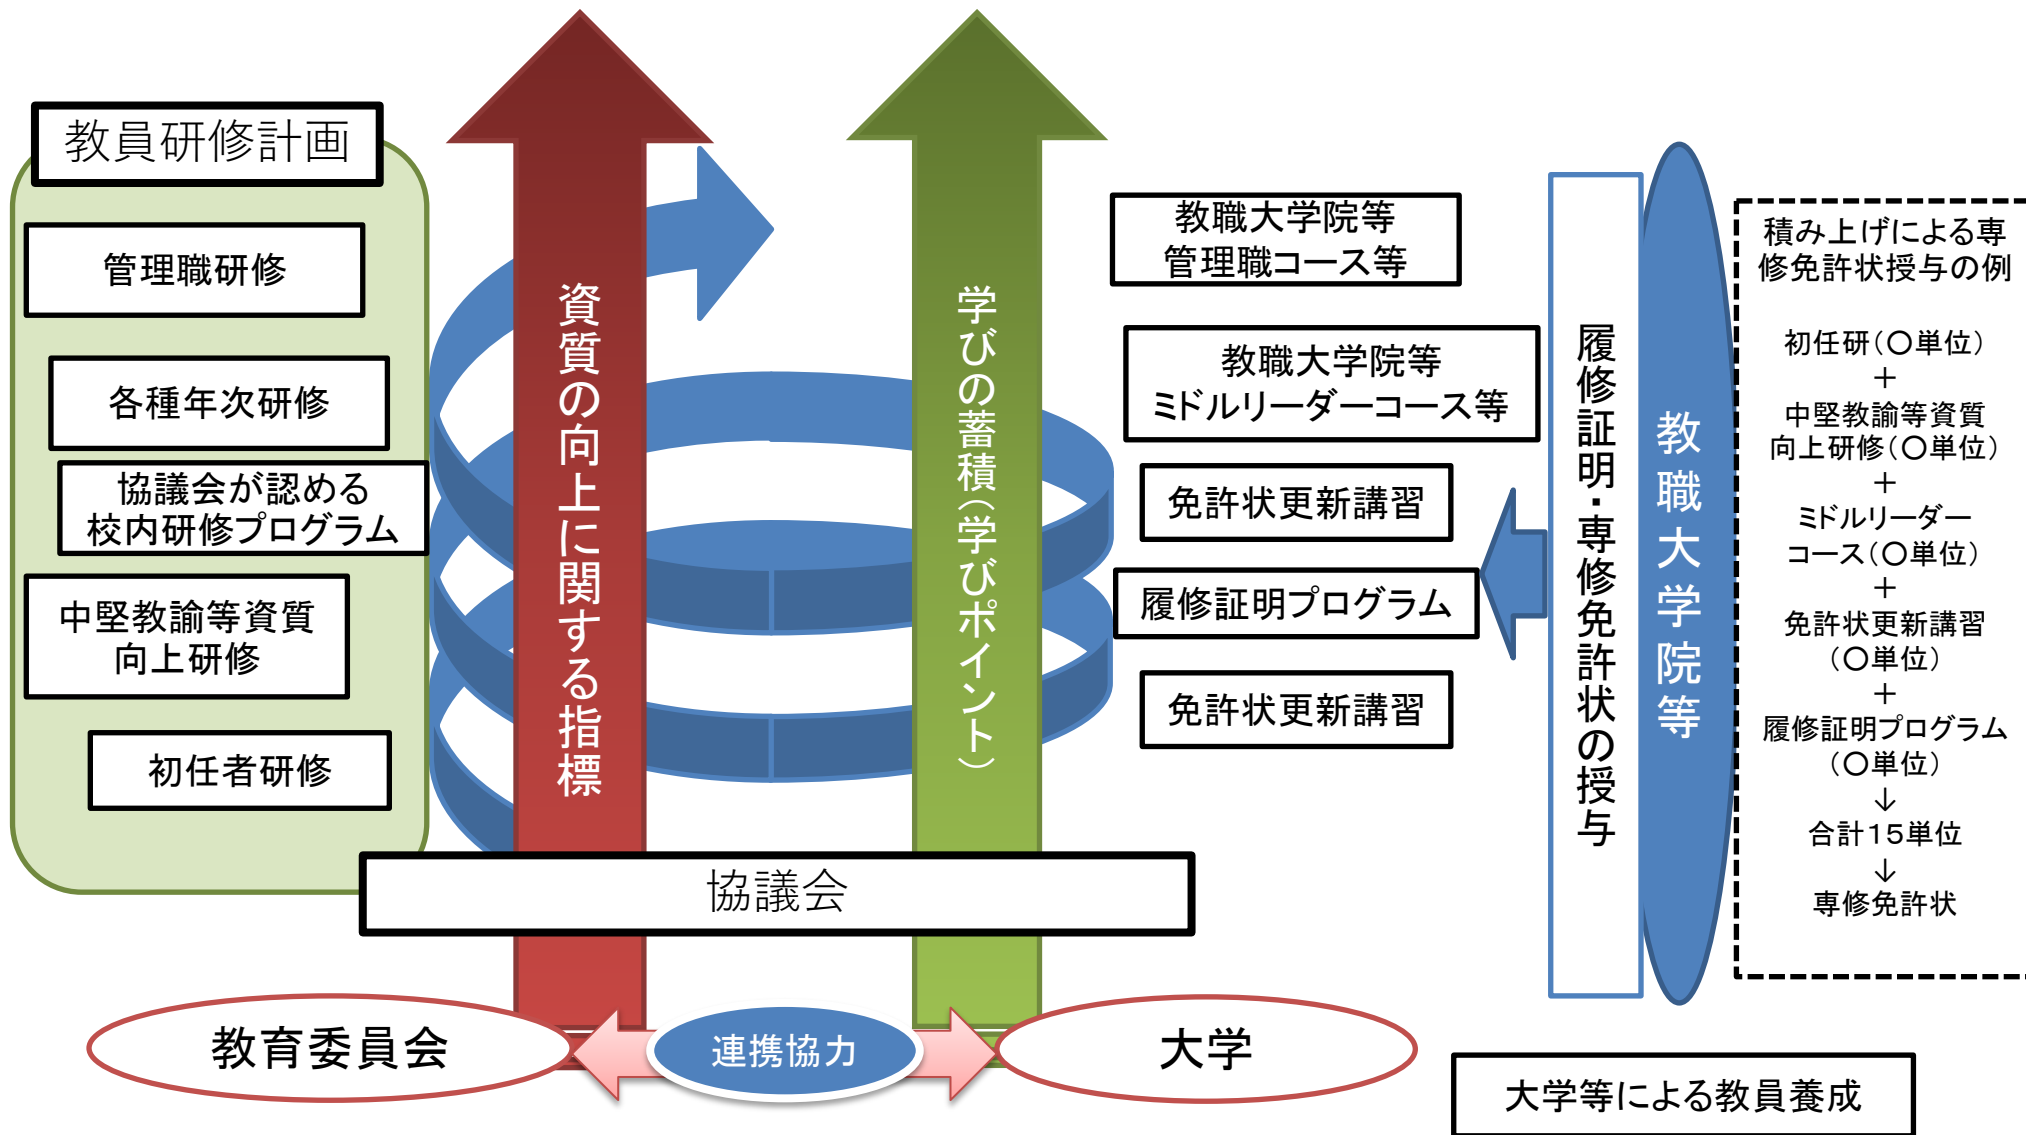 教員研修計画
管理職研修
各種年次研修
協議会が認める
校内研修プログラム
中堅教諭等資質
向上研修
初任者研修
資質の向上に関する指標
学びの蓄積（学びポイント）
教職大学院等
管理職コース等
教職大学院等
ミドルリーダーコース等
免許状更新講習
履修証明プログラム
免許状更新講習
履修証明・専修免許状の授与
教職大学院等
積み上げによる専
修免許状授与の例
初任研（〇単位）
＋
中堅教諭等資質
向上研修（〇単位）
＋
ミドルリーダー
コース（〇単位）
＋
免許状更新講習
（〇単位）
＋
履修証明プログラム
（〇単位）
↓
合計１５単位
↓
専修免許状
協議会
教育委員会
連携協力
大学
大学等による教員養成